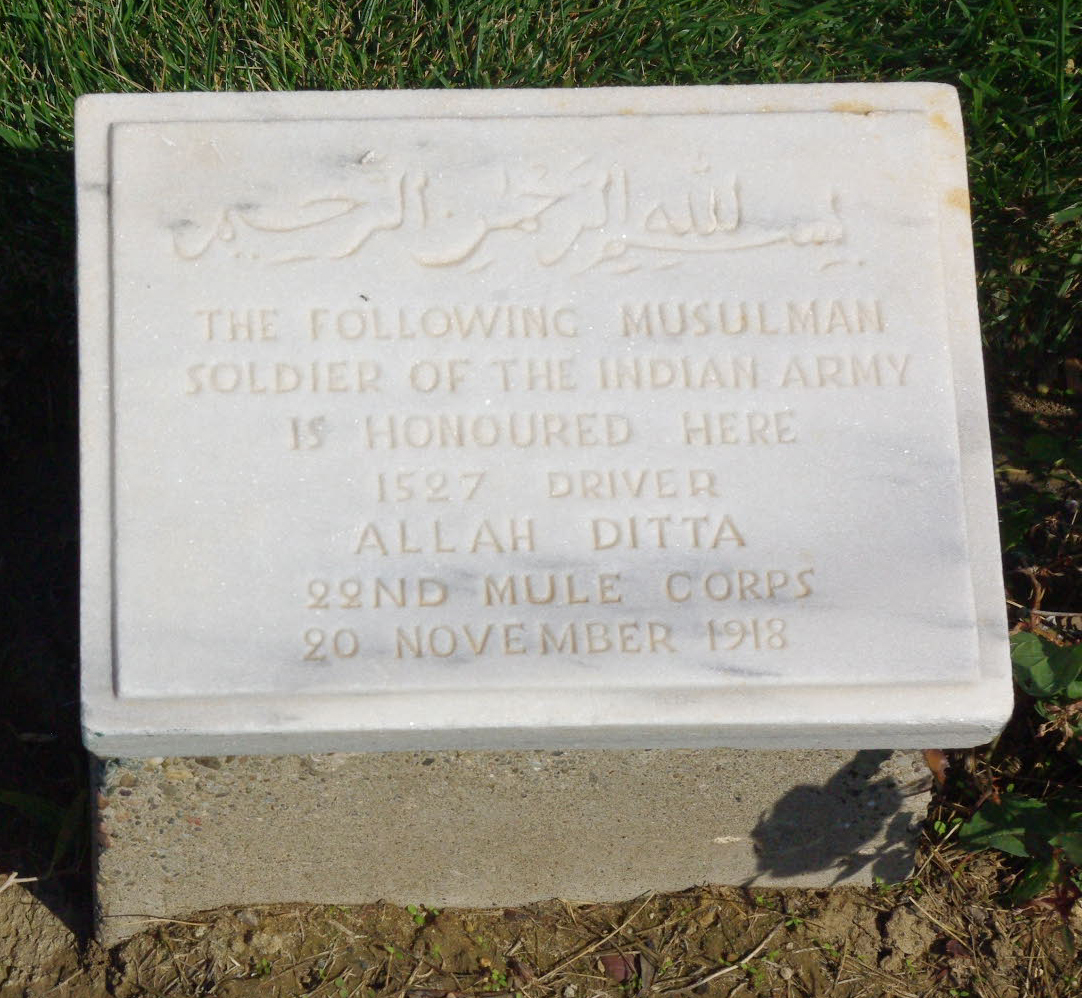 بسم الله الرحمن الرحيم
THE FOLLOWING MUSULMAN
SOLDIER OF THE INDIAN ARMY
IS HONOURED HERE
1527 DRIVER
ALLAH DITTA
22ND MULE CORPS
20 NOVEMBER 1918